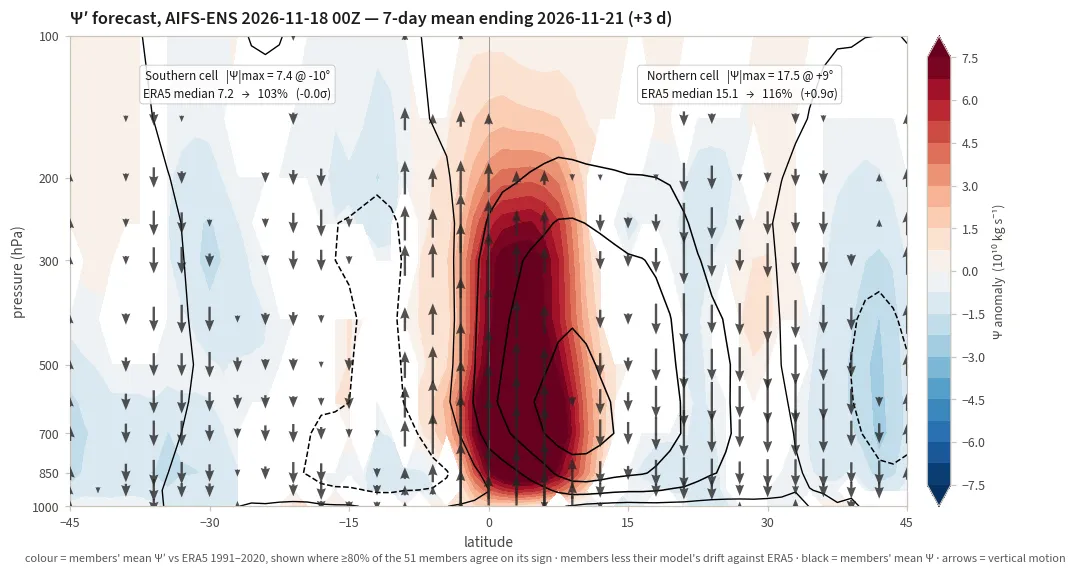 Ψ′ forecast, AIFS-ENS 2026-11-18 00Z — 7-day mean ending 2026-11-21 (+3 d)
100
200
300
400
500
700
850
1000
pressure (hPa)
Southern cell |Ψ|max = 7.4 @ -10°
ERA5 median 7.2 → 103% (-0.0σ)
Northern cell |Ψ|max = 17.5 @ +9°
ERA5 median 15.1 → 116% (+0.9σ)
−45
−30
−15
0
15
30
45
latitude
7.5
6.0
4.5
3.0
1.5
0.0
−1.5
−3.0
−4.5
−6.0
−7.5
Ψ anomaly (10¹⁰ kg s⁻¹)
colour = members' mean Ψ′ vs ERA5 1991–2020, shown where ≥80% of the 51 members agree on its sign · members less their model's drift against ERA5 · black = members' mean Ψ · arrows = vertical motion